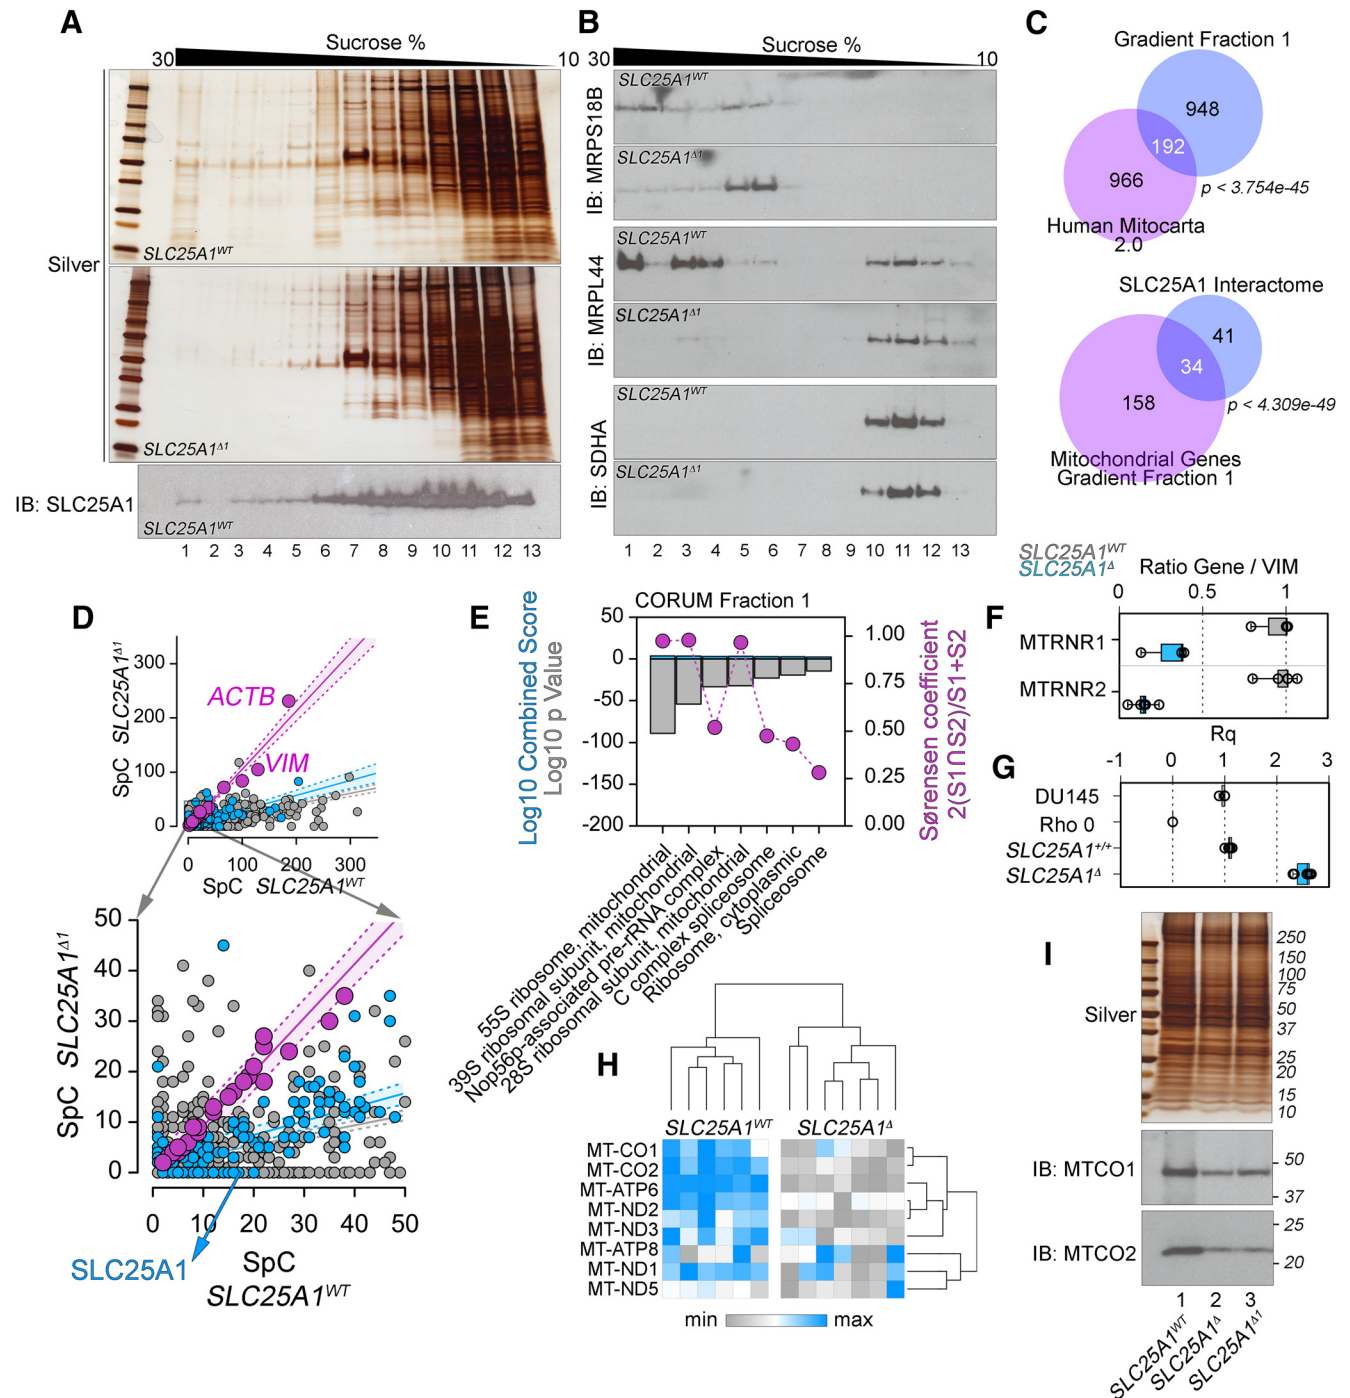 A
Sucrose %
30
10
Silver
SLC25A1WT
SLC25A1Δ1
IB: SLC25A1
SLC25A1WT
1 2 3 4 5 6 7 8 9 10 11 12 13
B
Sucrose %
30
10
IB: MRPS18B
SLC25A1WT
SLC25A1Δ1
IB: MRPL44
SLC25A1WT
SLC25A1Δ1
IB: SDHA
SLC25A1WT
SLC25A1Δ1
1 2 3 4 5 6 7 8 9 10 11 12 13
C
Gradient Fraction 1
948
192
966
p < 3.754e-45
Human Mitocarta
2.0
SLC25A1 Interactome
41
34
158
p < 4.309e-49
Mitochondrial Genes
Gradient Fraction 1
D
SpC SLC25A1Δ1
300
200
100
0
ACTB
VIM
0 100 200 300
SpC SLC25A1WT
SpC SLC25A1Δ1
50
40
30
20
10
0
0 10 20 30 40 50
SLC25A1
SpC
SLC25A1WT
E
CORUM Fraction 1
Log10 Combined Score
Log10 p Value
50
0
-50
-100
-150
-200
1.00
0.75
0.50
0.25
0.00
Sørensen coefficient
2(S1∩S2)/S1+S2
55S ribosome, mitochondrial
39S ribosomal subunit, mitochondrial
Nop56p-associated pre-rRNA complex
28S ribosomal subunit, mitochondrial
C complex spliceosome
Ribosome, cytoplasmic
Spliceosome
SLC25A1WT
SLC25A1Δ
F
Ratio Gene / VIM
0 0.5 1
MTRNR1
MTRNR2
G
Rq
-1 0 1 2 3
DU145
Rho 0
SLC25A1+/+
SLC25A1Δ
H
SLC25A1WT
SLC25A1Δ
MT-CO1
MT-CO2
MT-ATP6
MT-ND2
MT-ND3
MT-ATP8
MT-ND1
MT-ND5
min
max
I
Silver
250
150
100
75
50
37
25
20
15
10
IB: MTCO1
50
37
IB: MTCO2
25
20
1 2 3
SLC25A1WT
SLC25A1Δ
SLC25A1Δ1